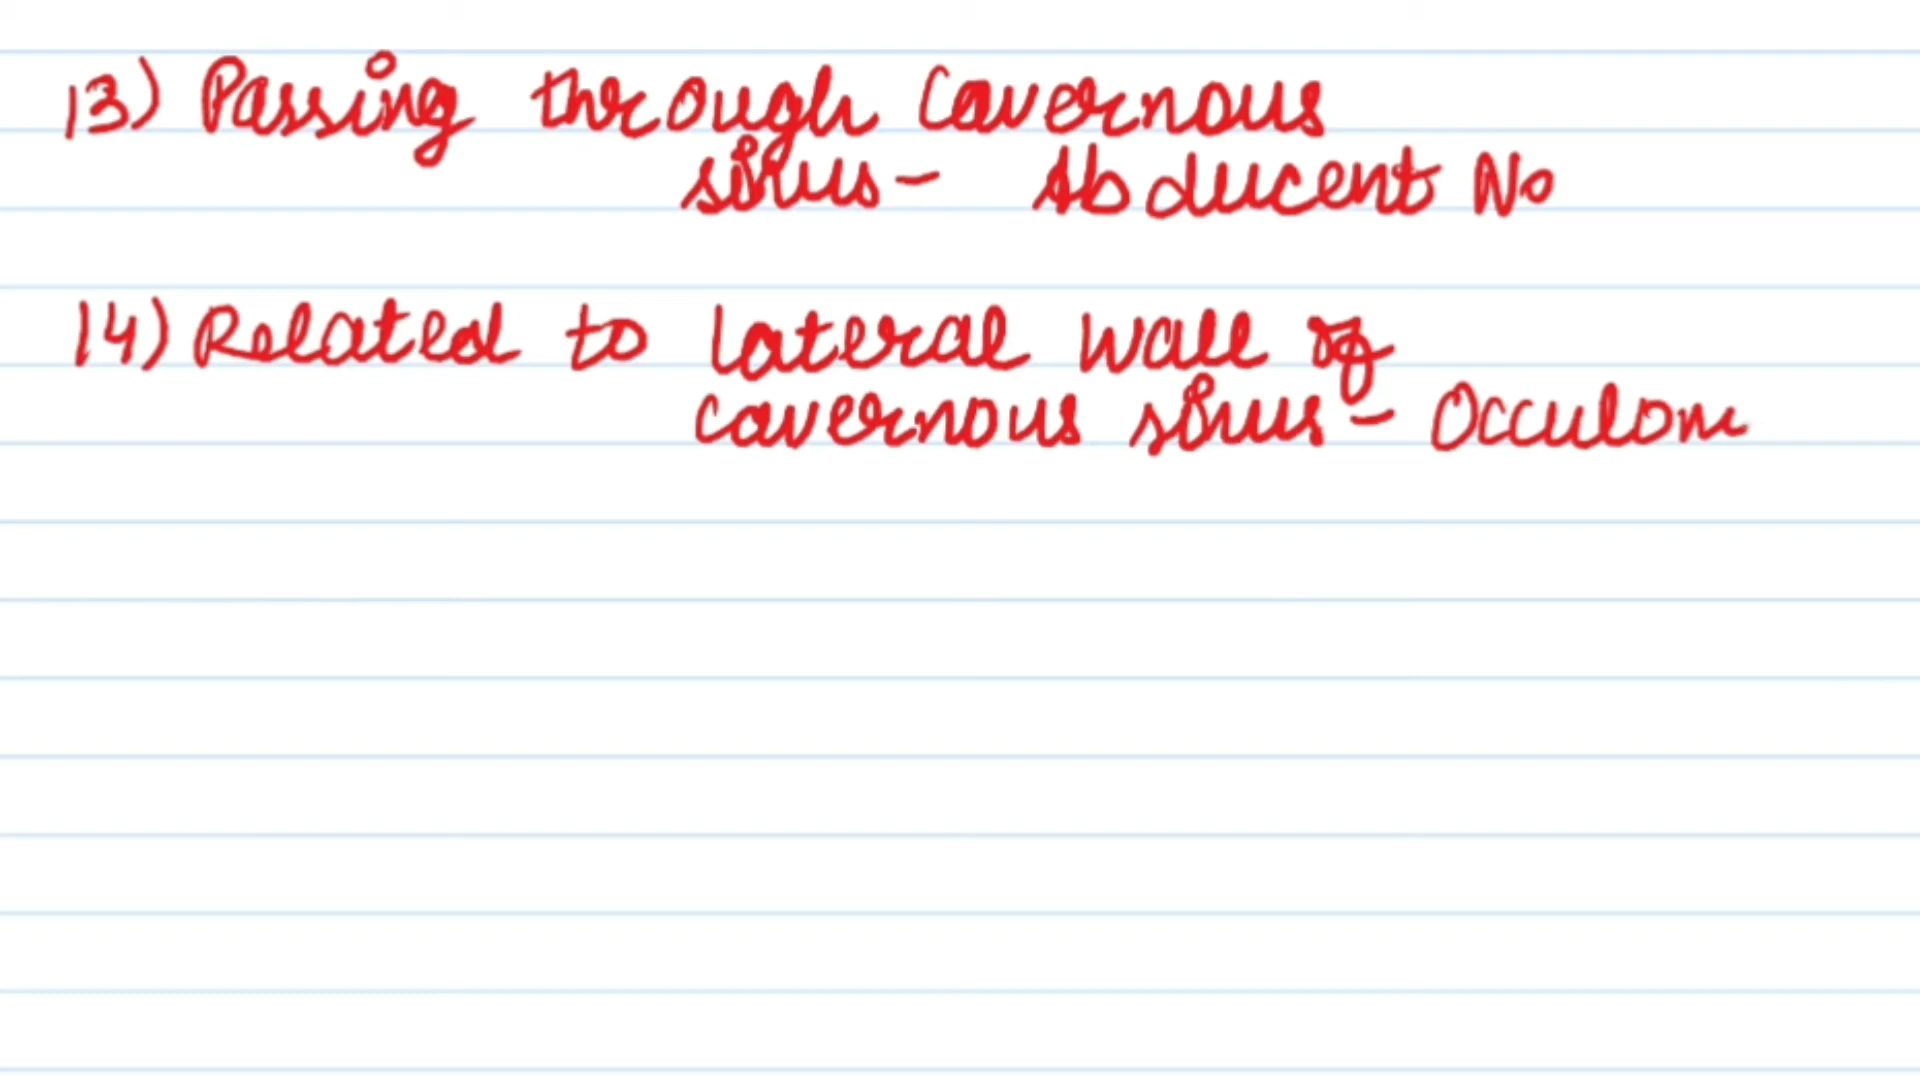 13) Passing through Cavernous
sinus - Abducent No
14) Related to lateral wall of
cavernous sinus - Occulom